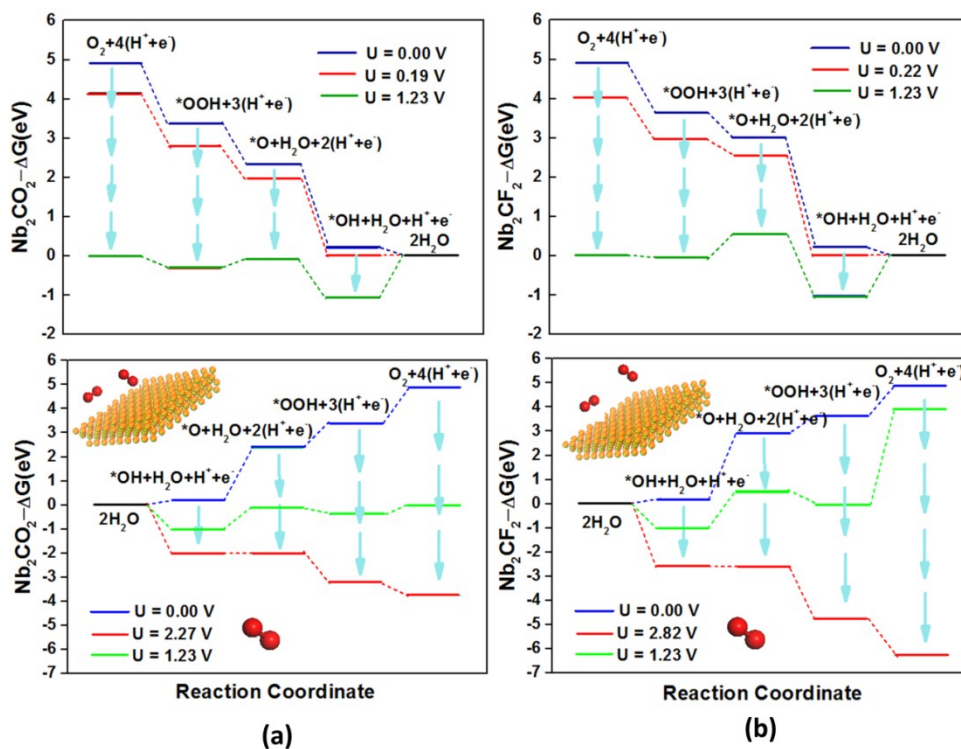 Nb₂CO₂−ΔG(eV)
6
5
4
3
2
1
0
-1
-2
O₂+4(H⁺+e⁻)
U = 0.00 V
U = 0.19 V
U = 1.23 V
*OOH+3(H⁺+e⁻)
*O+H₂O+2(H⁺+e⁻)
*OH+H₂O+H⁺+e⁻
2H₂O
Nb₂CF₂−ΔG(eV)
6
5
4
3
2
1
0
-1
-2
O₂+4(H⁺+e⁻)
U = 0.00 V
U = 0.22 V
U = 1.23 V
*OOH+3(H⁺+e⁻)
*O+H₂O+2(H⁺+e⁻)
*OH+H₂O+H⁺+e⁻
2H₂O
Nb₂CO₂−ΔG(eV)
6
5
4
3
2
1
0
-1
-2
-3
-4
-5
-6
-7
O₂+4(H⁺+e⁻)
*OOH+3(H⁺+e⁻)
*O+H₂O+2(H⁺+e⁻)
*OH+H₂O+H⁺+e⁻
2H₂O
U = 0.00 V
U = 2.27 V
U = 1.23 V
Reaction Coordinate
(a)
Nb₂CF₂−ΔG(eV)
6
5
4
3
2
1
0
-1
-2
-3
-4
-5
-6
-7
O₂+4(H⁺+e⁻)
*OOH+3(H⁺+e⁻)
*O+H₂O+2(H⁺+e⁻)
*OH+H₂O+H⁺+e⁻
2H₂O
U = 0.00 V
U = 2.82 V
U = 1.23 V
Reaction Coordinate
(b)